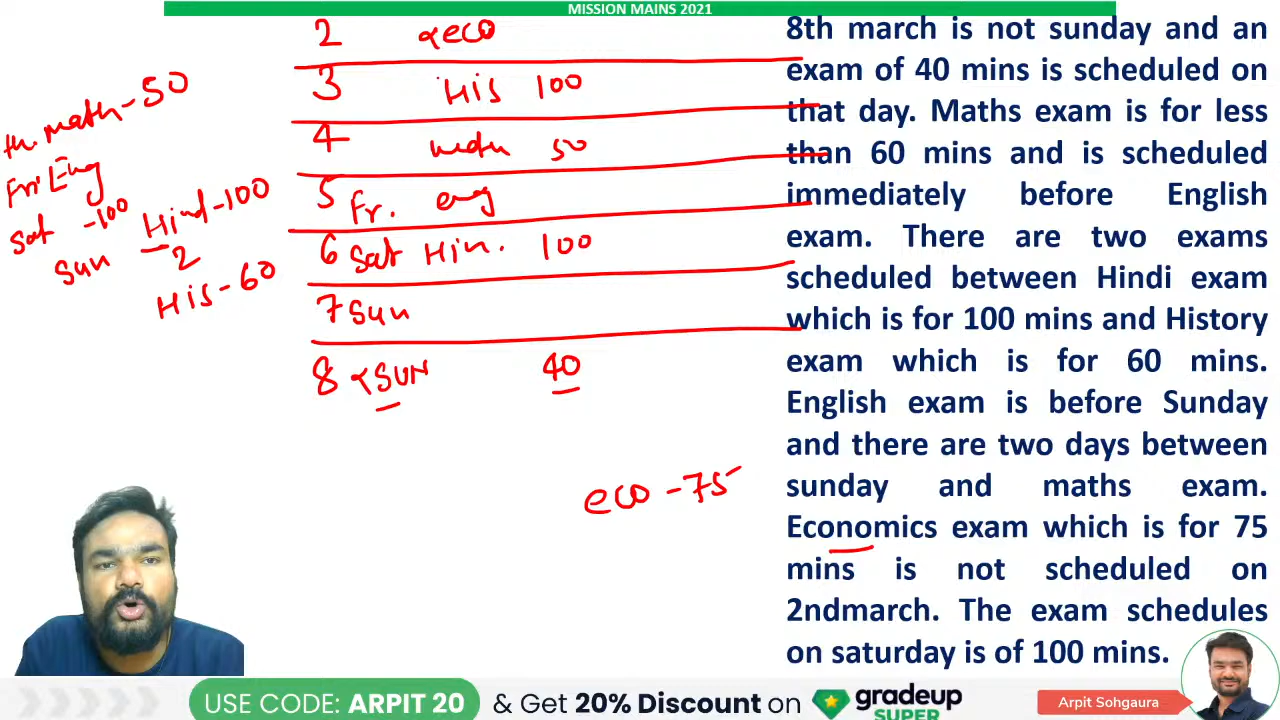 MISSION MAINS 2021
2 αeco
3 His 100
4 math 50
5 Fr. eng
6 Sat Hin. 100
7 Sun
8 αSUN 40
th. math-50
Fri Eng
Sat -100 Hind-100
Sun 2
His-60
eco-75
8th march is not sunday and an
exam of 40 mins is scheduled on
that day. Maths exam is for less
than 60 mins and is scheduled
immediately before English
exam. There are two exams
scheduled between Hindi exam
which is for 100 mins and History
exam which is for 60 mins.
English exam is before Sunday
and there are two days between
sunday and maths exam.
Economics exam which is for 75
mins is not scheduled on
2ndmarch. The exam schedules
on saturday is of 100 mins.
USE CODE: ARPIT 20 & Get 20% Discount on gradeup SUPER
Arpit Sohgaura